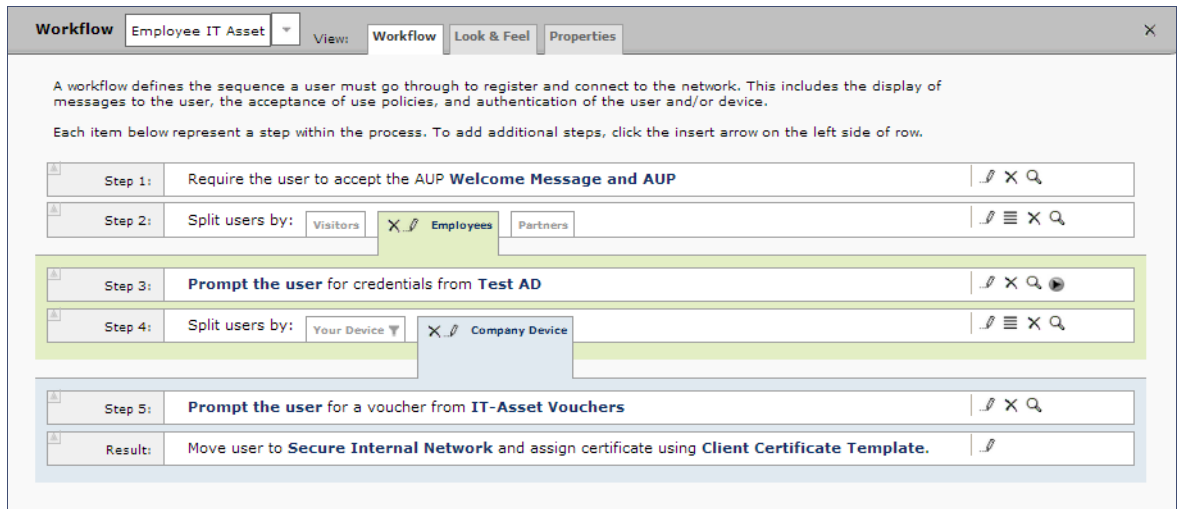 Workflow Employee IT Asset View: Workflow Look & Feel Properties
A workflow defines the sequence a user must go through to register and connect to the network. This includes the display of
messages to the user, the acceptance of use policies, and authentication of the user and/or device.
Each item below represent a step within the process. To add additional steps, click the insert arrow on the left side of row.
Step 1: Require the user to accept the AUP Welcome Message and AUP
Step 2: Split users by: Visitors Employees Partners
Step 3: Prompt the user for credentials from Test AD
Step 4: Split users by: Your Device Company Device
Step 5: Prompt the user for a voucher from IT-Asset Vouchers
Result: Move user to Secure Internal Network and assign certificate using Client Certificate Template.